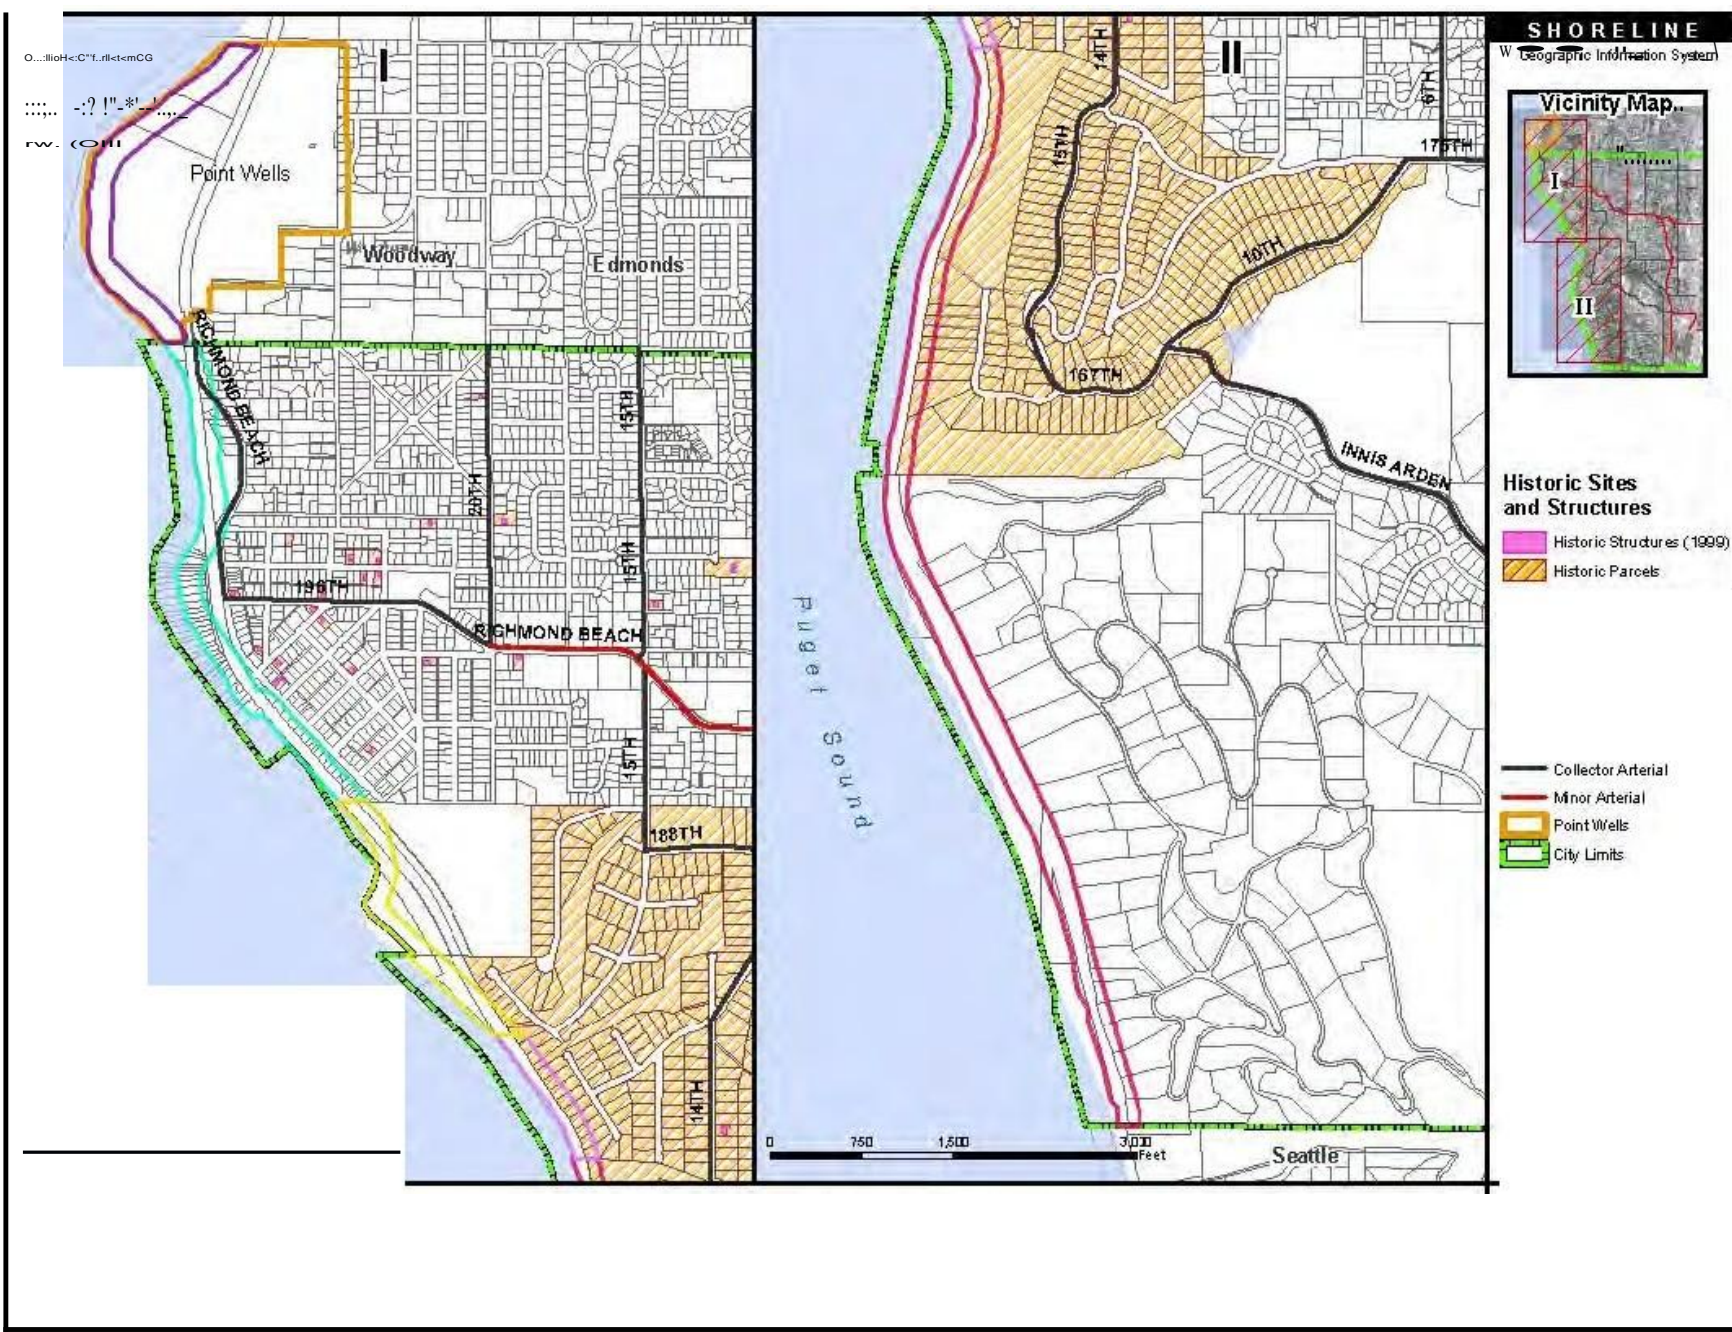 SHORELINE
Geographic Information System
Vicinity Map..
I
II
I
II
Point Wells
Woodway
Edmonds
RICHMOND BEACH
20TH
15TH
15TH
15TH
196TH
RICHMOND BEACH
188TH
14TH
14TH
15TH
6TH
175TH
10TH
167TH
INNIS ARDEN
Puget Sound
Seattle
0 750 1,500 3,000
Feet
Historic Sites
and Structures
Historic Structures (1999)
Historic Parcels
Collector Arterial
Minor Arterial
Point Wells
City Limits